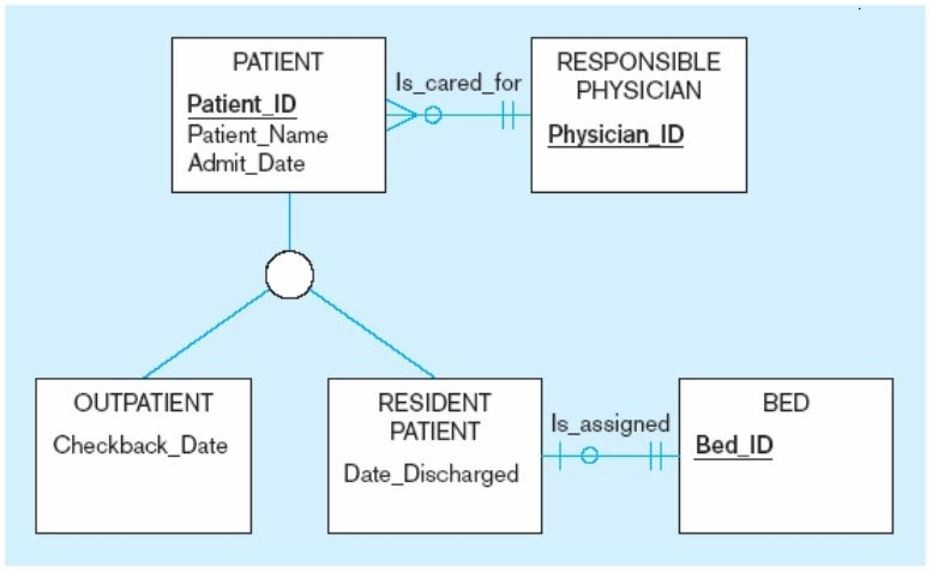 PATIENT
Patient_ID
Patient_Name
Admit_Date
Is_cared_for
RESPONSIBLE
PHYSICIAN
Physician_ID
OUTPATIENT
Checkback_Date
RESIDENT
PATIENT
Date_Discharged
Is_assigned
BED
Bed_ID